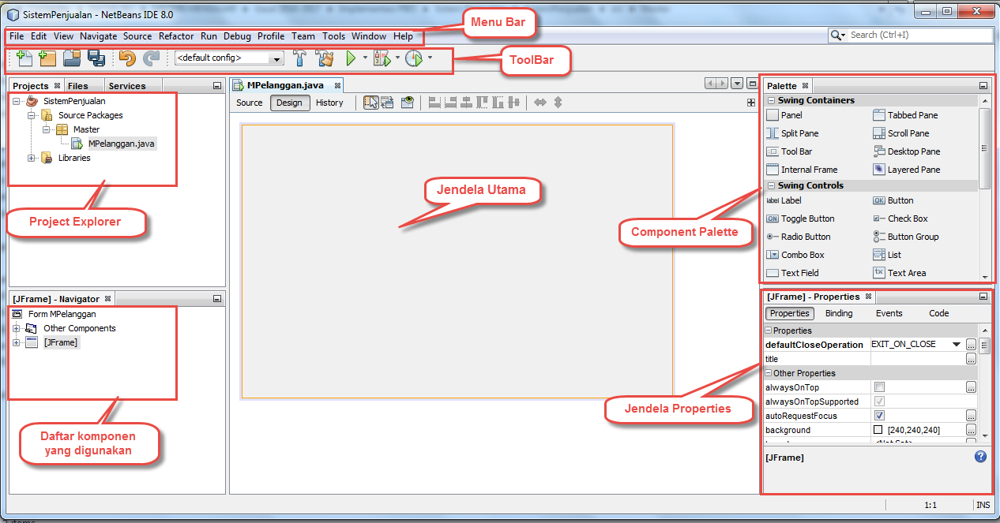 SistemPenjualan - NetBeans IDE 8.0
Menu Bar
File Edit View Navigate Source Refactor Run Debug Profile Team Tools Window Help
Search (Ctrl+I)
<default config>
ToolBar
Projects Files Services
SistemPenjualan
Source Packages
Master
MPelanggan.java
Libraries
Project Explorer
[JFrame] - Navigator
Form MPelanggan
Other Components
[JFrame]
Daftar komponen
yang digunakan
MPelanggan.java
Source Design History
Jendela Utama
Component Palette
Jendela Properties
Palette
Swing Containers
Panel Tabbed Pane
Split Pane Scroll Pane
Tool Bar Desktop Pane
Internal Frame Layered Pane
Swing Controls
label Label OK Button
ON Toggle Button Check Box
Radio Button Button Group
Combo Box List
Text Field tx Text Area
[JFrame] - Properties
Properties Binding Events Code
Properties
defaultCloseOperation EXIT_ON_CLOSE ...
title ...
Other Properties
alwaysOnTop ...
alwaysOnTopSupported
autoRequestFocus ...
background [240,240,240] ...
[JFrame]
1:1 INS